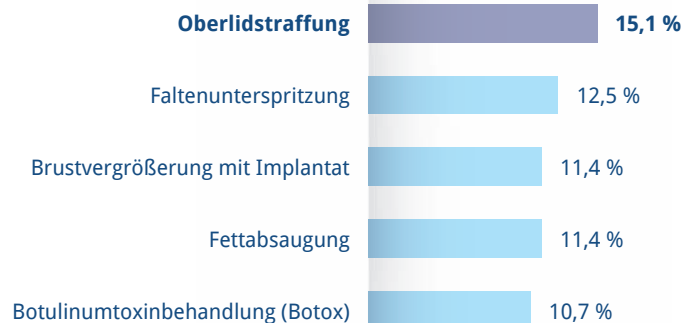 Oberlidstraffung 15,1 %
Faltenunterspritzung 12,5 %
Brustvergrößerung mit Implantat 11,4 %
Fettabsaugung 11,4 %
Botulinumtoxinbehandlung (Botox) 10,7 %